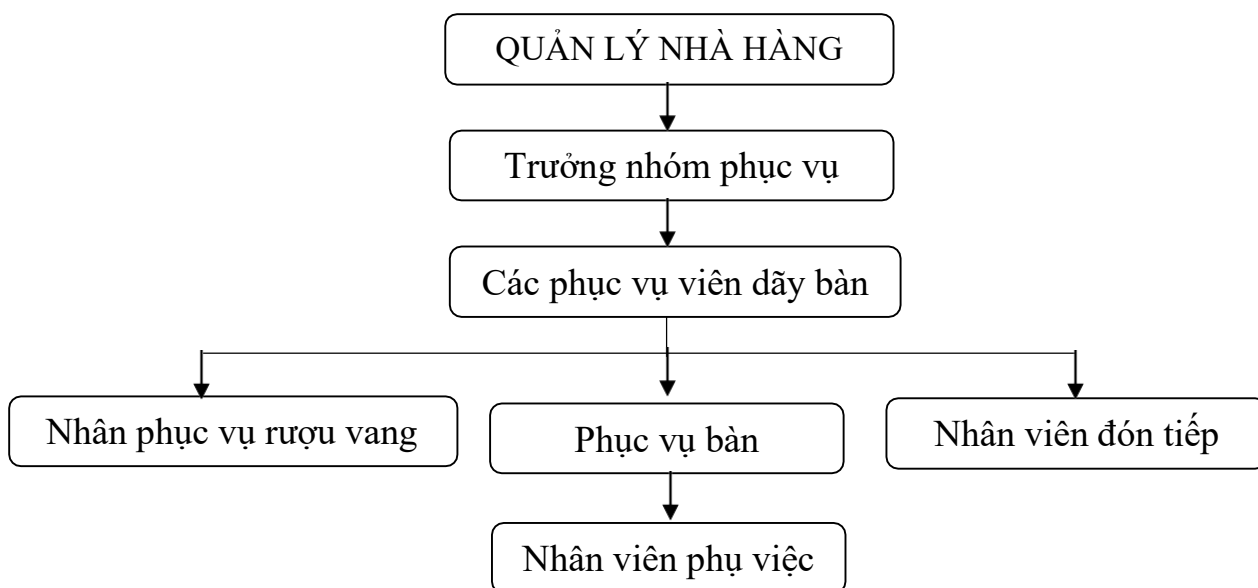 QUẢN LÝ NHÀ HÀNG
Trưởng nhóm phục vụ
Các phục vụ viên dãy bàn
Nhân phục vụ rượu vang
Phục vụ bàn
Nhân viên đón tiếp
Nhân viên phụ việc